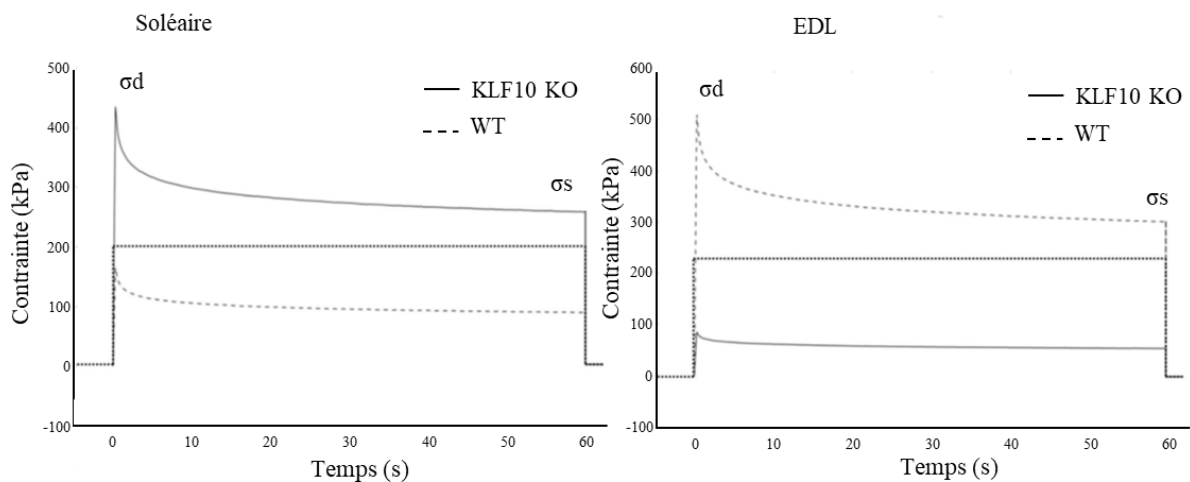 Soléaire
500
400
300
200
100
0
-100
Contrainte (kPa)
σd
KLF10 KO
WT
σs
0 10 20 30 40 50 60
Temps (s)
EDL
600
500
400
300
200
100
0
-100
Contrainte (kPa)
σd
KLF10 KO
WT
σs
0 10 20 30 40 50 60
Temps (s)